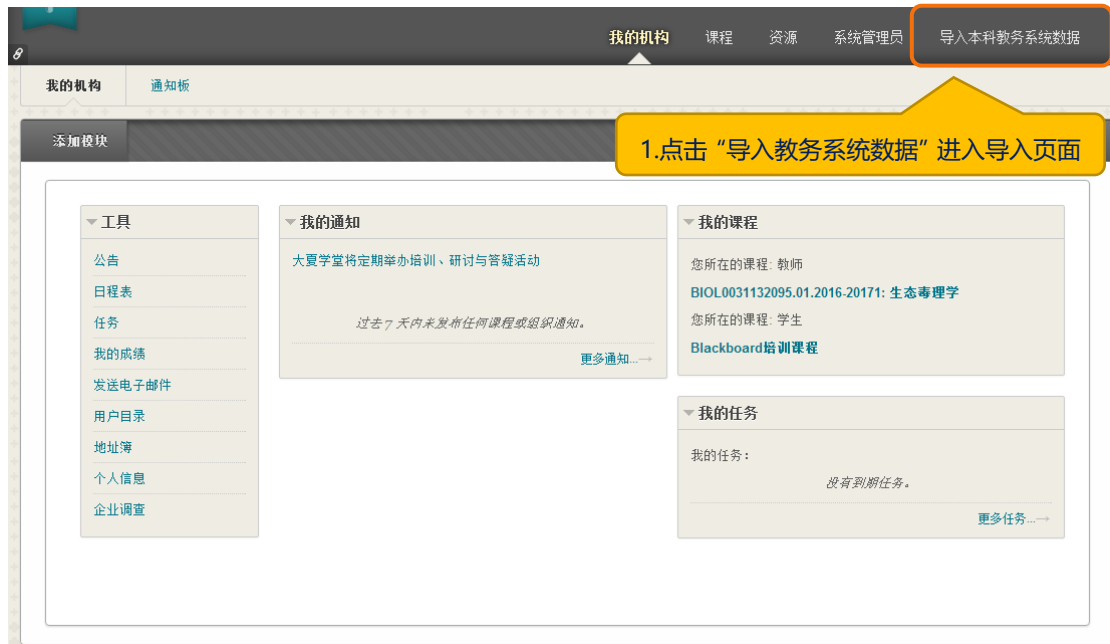 我的机构 课程 资源 系统管理员 导入本科教务系统数据
我的机构 通知板
添加模块
1.点击“导入教务系统数据”进入导入页面
工具
公告
日程表
任务
我的成绩
发送电子邮件
用户目录
地址簿
个人信息
企业调查
我的通知
大夏学堂将定期举办培训、研讨与答疑活动
过去 7 天内未发布任何课程或组织通知。
更多通知...→
我的课程
您所在的课程: 教师
BIOL0031132095.01.2016-20171: 生态毒理学
您所在的课程: 学生
Blackboard培训课程
我的任务
我的任务：
没有到期任务。
更多任务...→